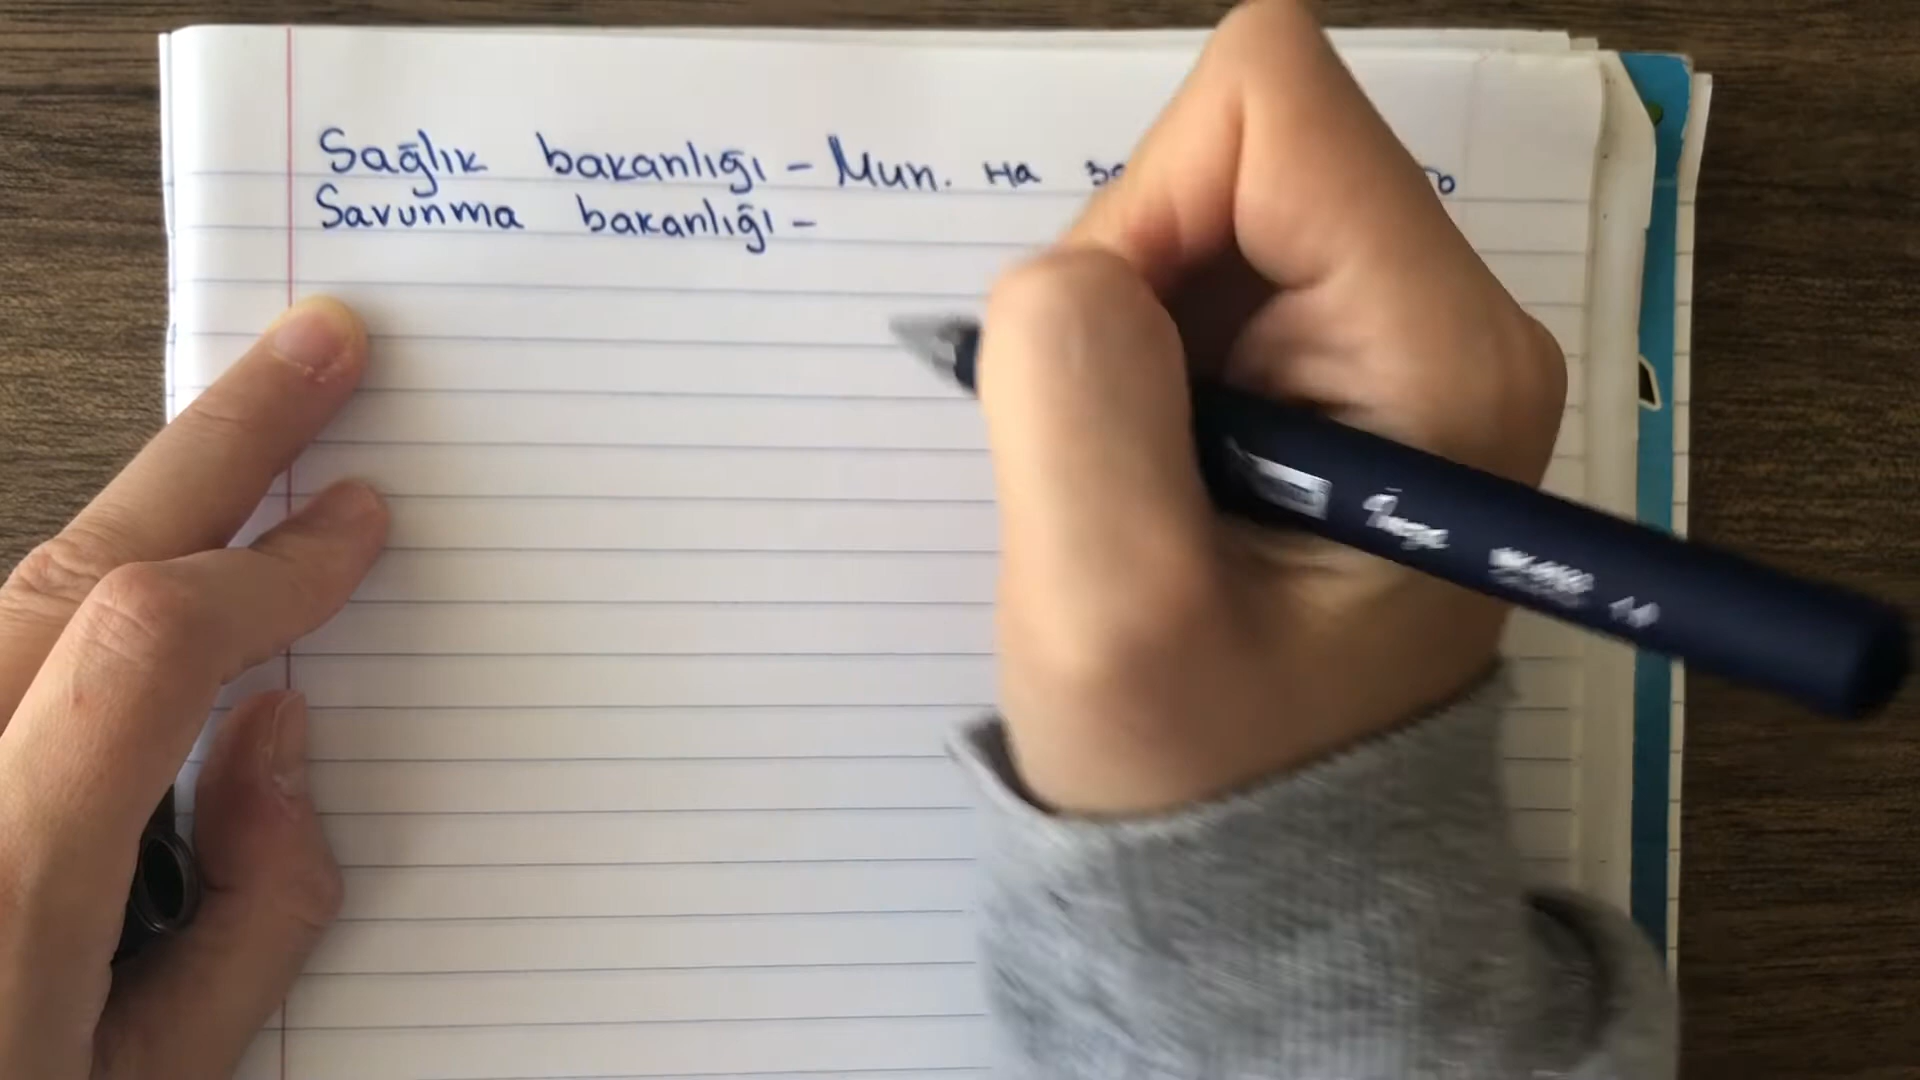 Sağlık bakanlığı – Мин. на
Savunma bakanlığı –